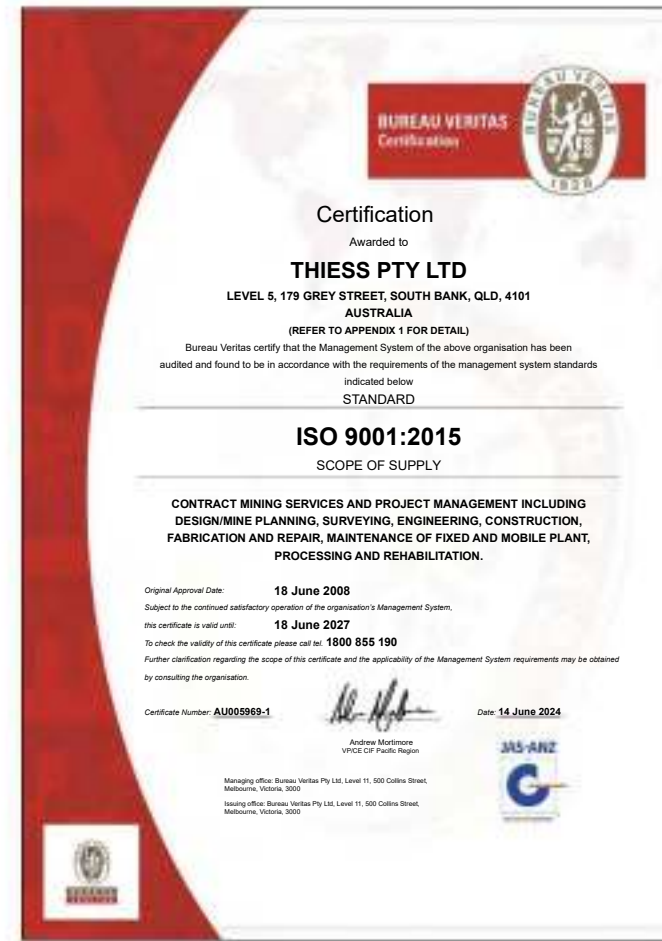 BUREAU VERITAS
Certification
BUREAU VERITAS
1828
Certification
Awarded to
THIESS PTY LTD
LEVEL 5, 179 GREY STREET, SOUTH BANK, QLD, 4101
AUSTRALIA
(REFER TO APPENDIX 1 FOR DETAIL)
Bureau Veritas certify that the Management System of the above organisation has been
audited and found to be in accordance with the requirements of the management system standards
indicated below
STANDARD
ISO 9001:2015
SCOPE OF SUPPLY
CONTRACT MINING SERVICES AND PROJECT MANAGEMENT INCLUDING
DESIGN/MINE PLANNING, SURVEYING, ENGINEERING, CONSTRUCTION,
FABRICATION AND REPAIR, MAINTENANCE OF FIXED AND MOBILE PLANT,
PROCESSING AND REHABILITATION.
Original Approval Date: 18 June 2008
Subject to the continued satisfactory operation of the organisation's Management System,
this certificate is valid until: 18 June 2027
To check the validity of this certificate please call tel. 1800 855 190
Further clarification regarding the scope of this certificate and the applicability of the Management System requirements may be obtained
by consulting the organisation.
Certificate Number: AU005969-1
Date: 14 June 2024
Andrew Mortimore
VP/CE CIF Pacific Region
JAS-ANZ
Managing office: Bureau Veritas Pty Ltd, Level 11, 500 Collins Street,
Melbourne, Victoria, 3000
Issuing office: Bureau Veritas Pty Ltd, Level 11, 500 Collins Street,
Melbourne, Victoria, 3000
BUREAU
VERITAS